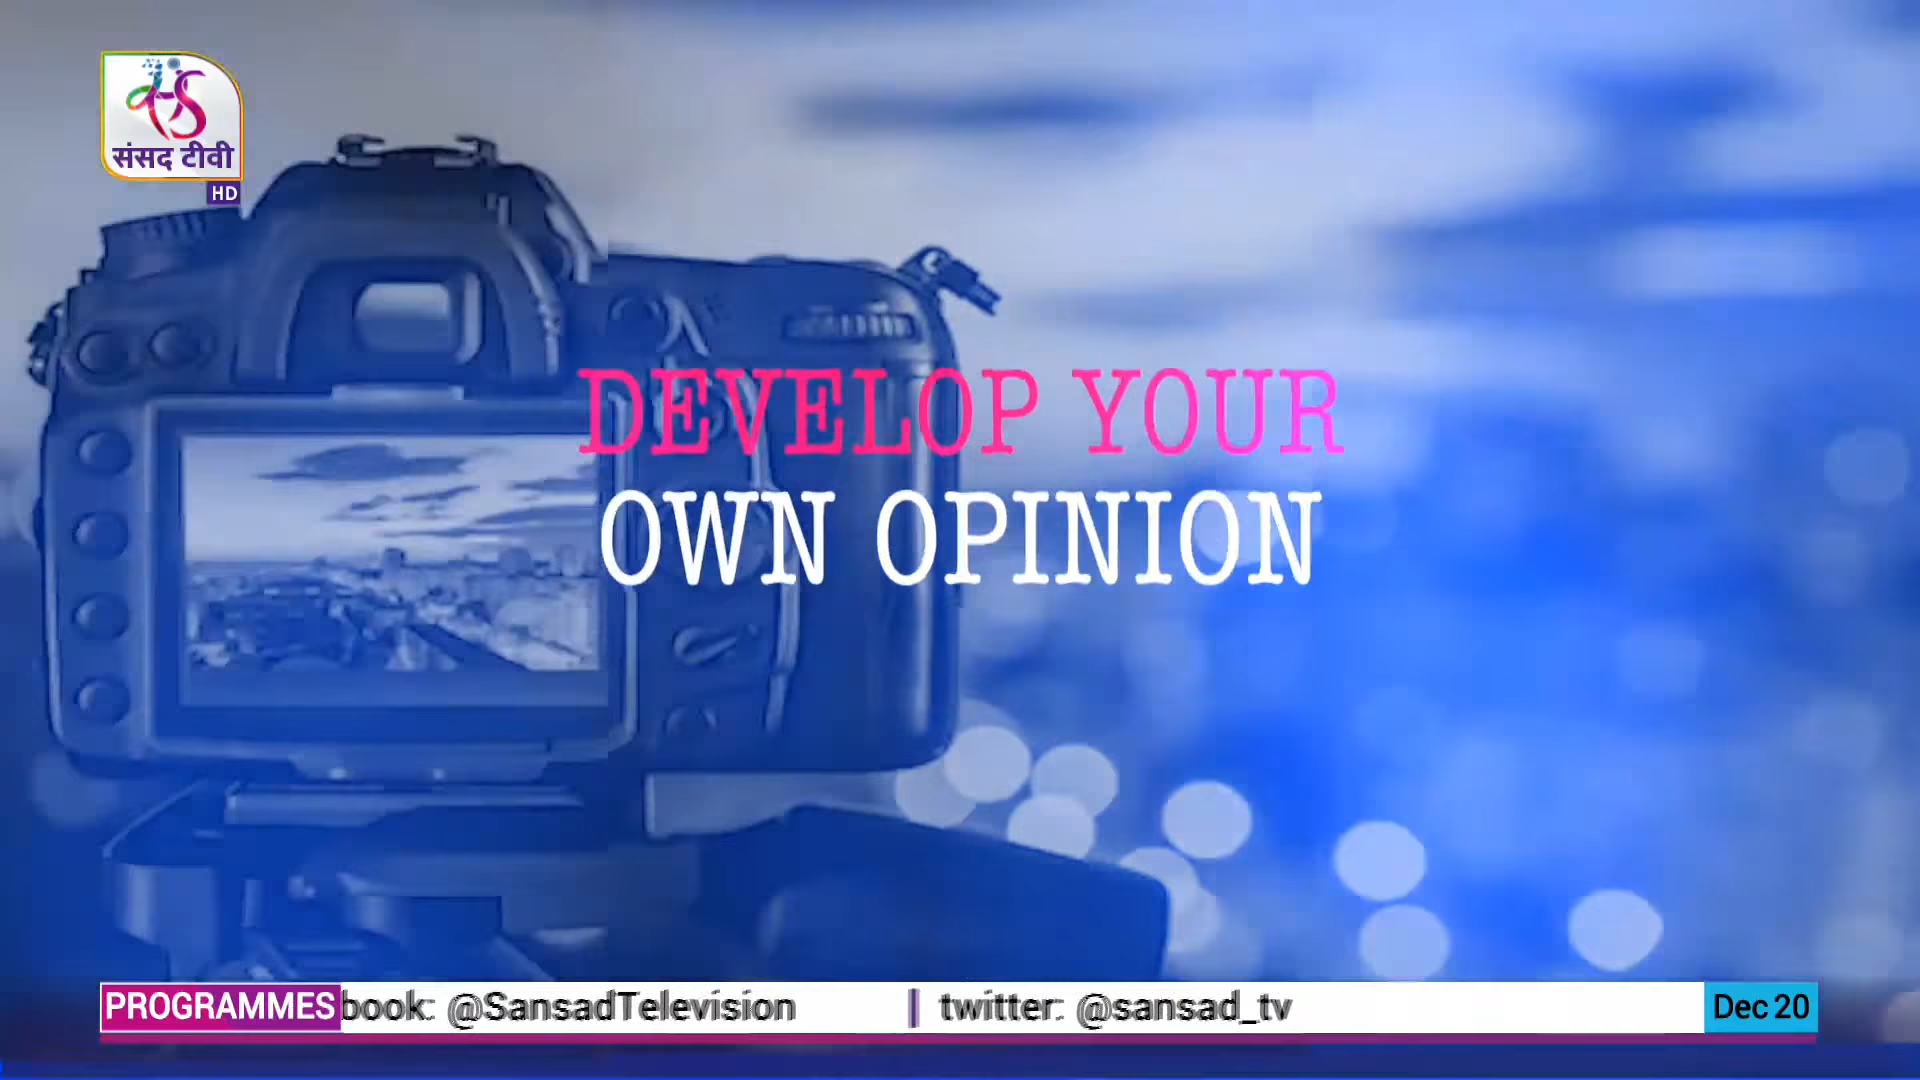 संसद टीवी
HD
DEVELOP YOUR
OWN OPINION
PROGRAMMES book: @SansadTelevision | twitter: @sansad_tv Dec 20